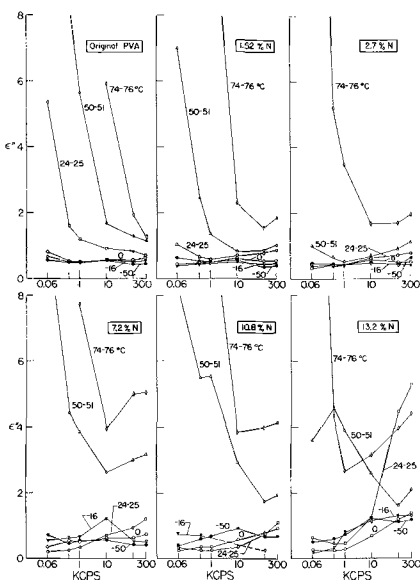 8
6
4
2
0
ε"
Original PVA
74-76 °C
50-51
24-25
0
-16
-50
0.06 1 10 300
1.52 % N
74-76°C
50-51
24-25
0
-16
-50
0.06 1 10 300
2.7 % N
74-76°C
50-51
24-25
0
-16
-50
0.06 1 10 300
8
6
ε"4
2
0
7.2 % N
74-76°C
50-51
24-25
-16
0
-50
0.06 1 10 300
KCPS
10.8 % N
74-76°C
50-51
-16
-50
0
24-25
0.06 1 10 300
KCPS
13.2 % N
74-76°C
50-51
24-25
-16
0
-50
0.06 1 10 300
KCPS